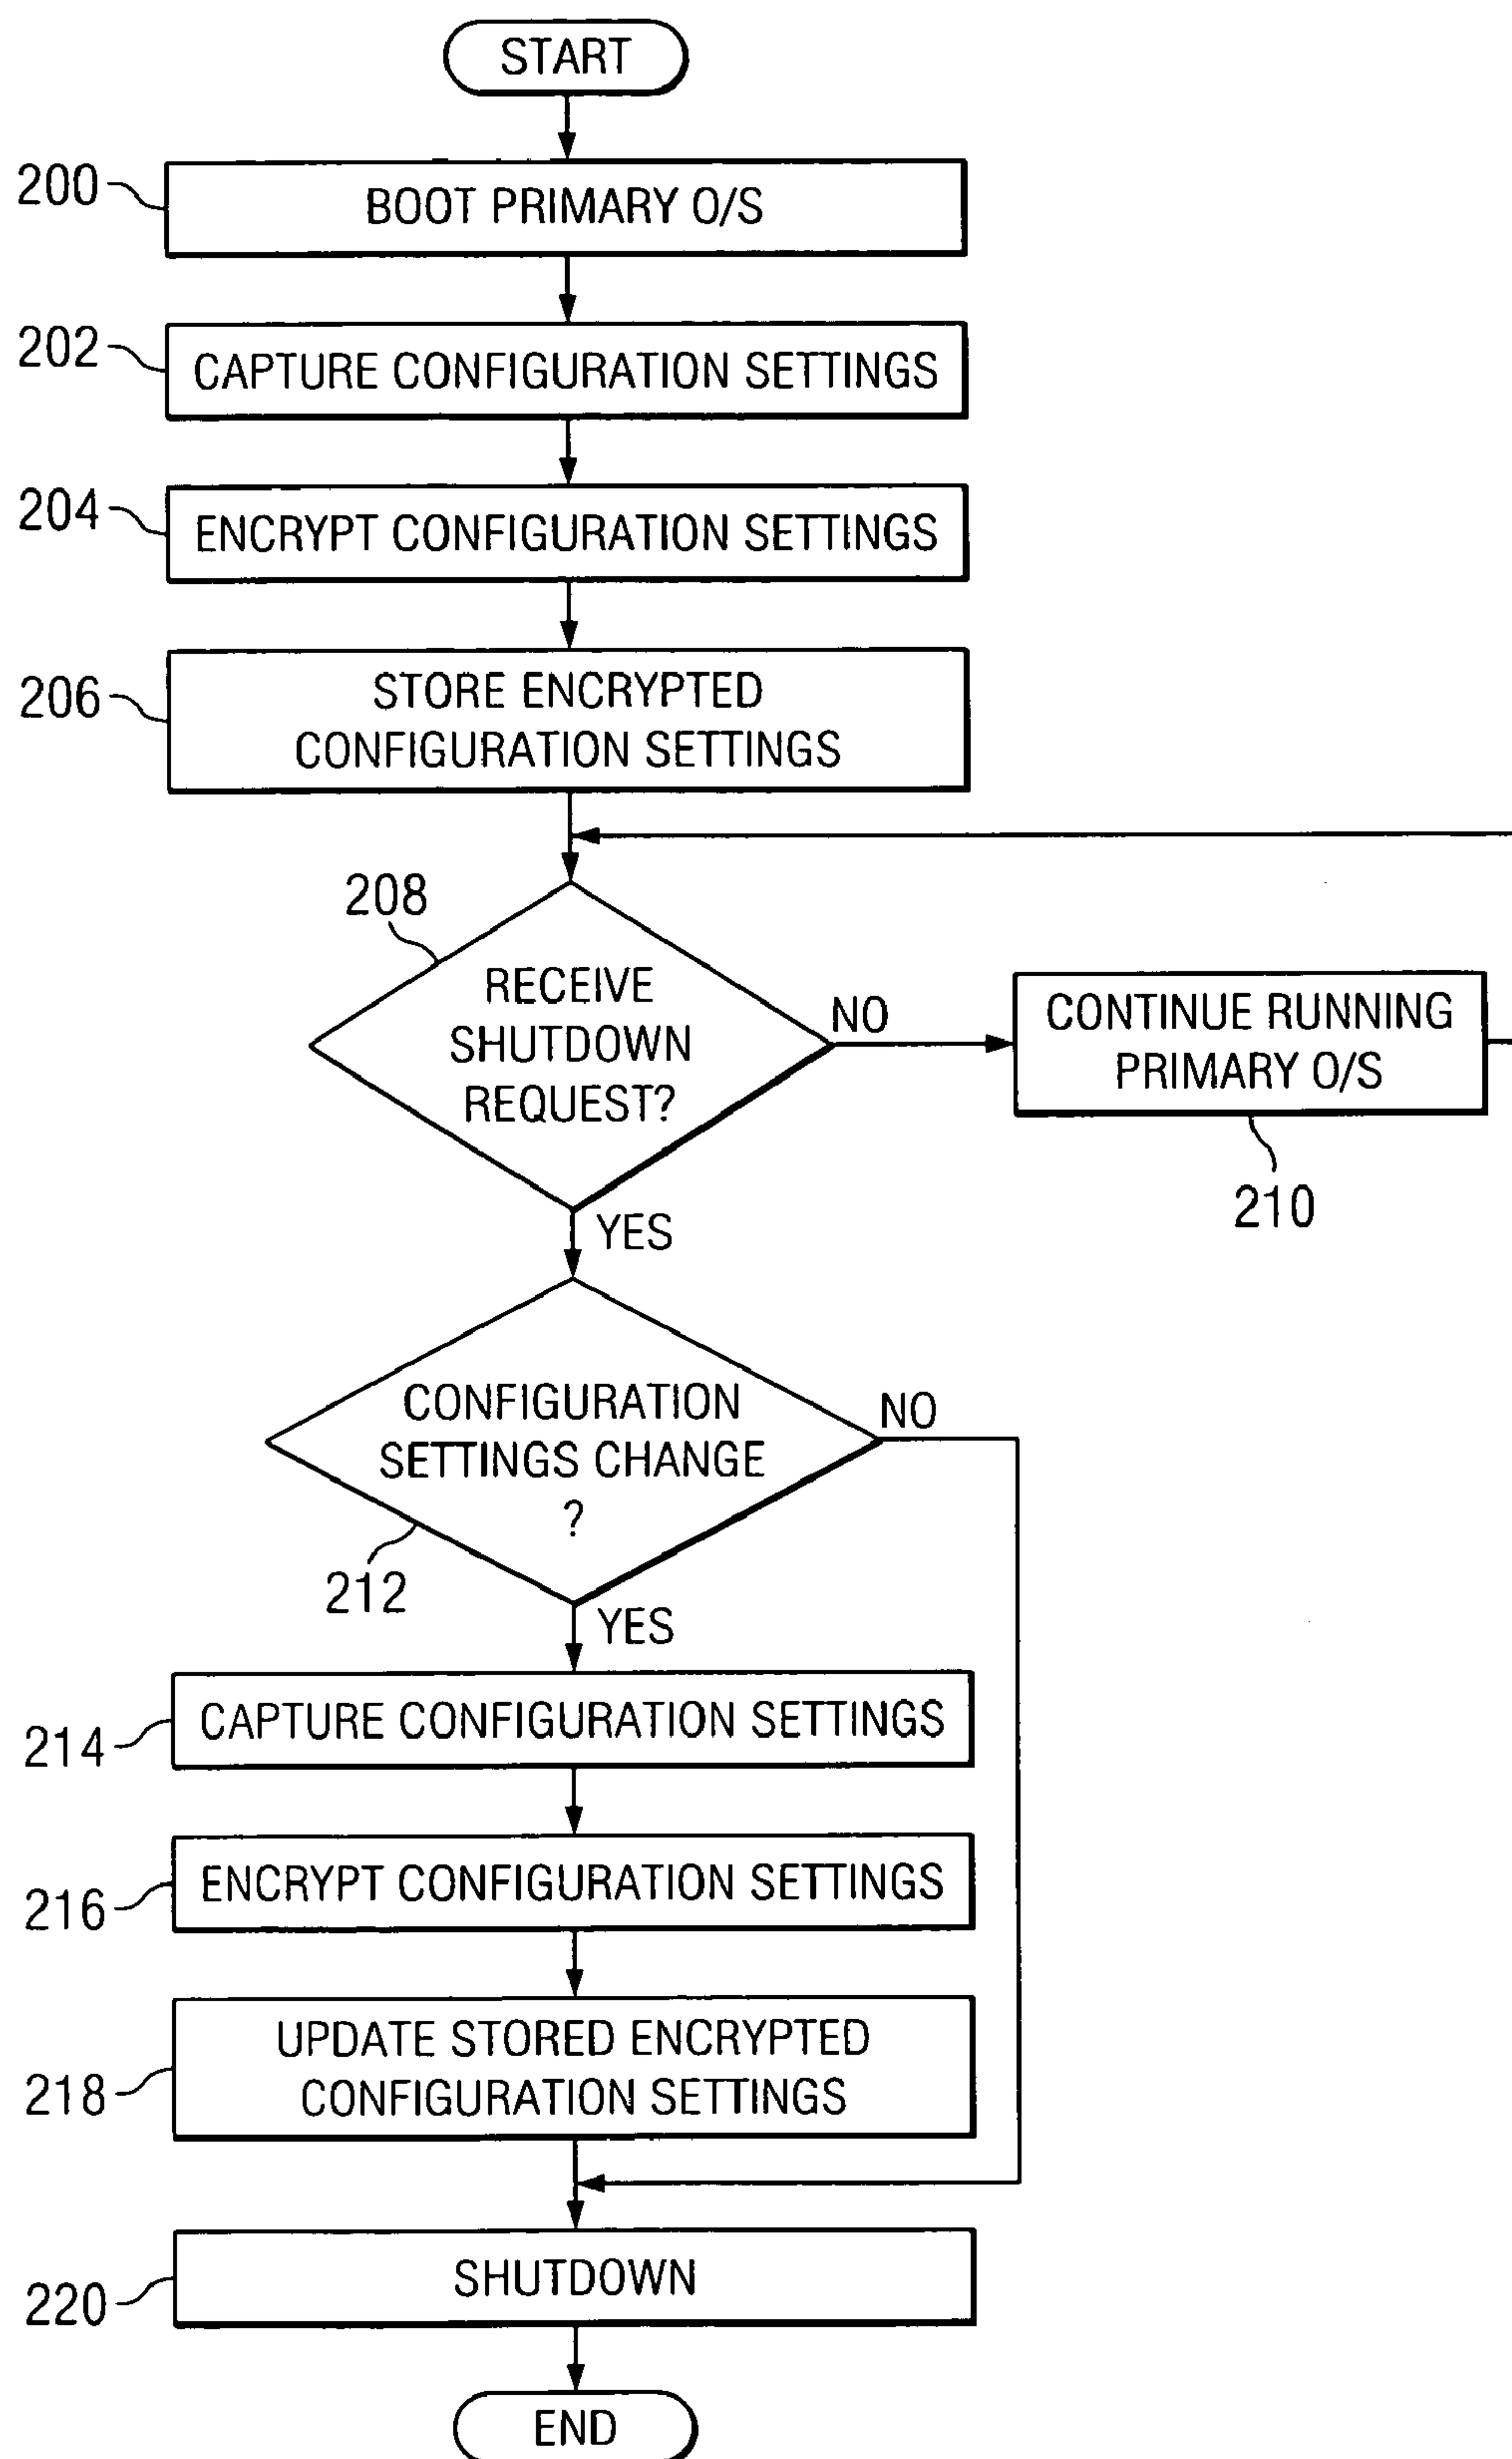 START
200
BOOT PRIMARY O/S
202
CAPTURE CONFIGURATION SETTINGS
204
ENCRYPT CONFIGURATION SETTINGS
206
STORE ENCRYPTED
CONFIGURATION SETTINGS
208
RECEIVE
SHUTDOWN
REQUEST?
NO
CONTINUE RUNNING
PRIMARY O/S
210
YES
CONFIGURATION
SETTINGS CHANGE
?
NO
212
YES
214
CAPTURE CONFIGURATION SETTINGS
216
ENCRYPT CONFIGURATION SETTINGS
218
UPDATE STORED ENCRYPTED
CONFIGURATION SETTINGS
220
SHUTDOWN
END